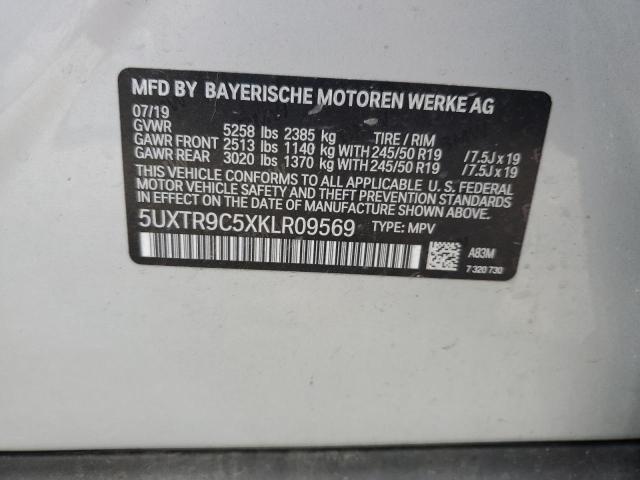 MFD BY BAYERISCHE MOTOREN WERKE AG
07/19
GVWR 5258 lbs 2385 kg TIRE / RIM
GAWR FRONT 2513 lbs 1140 kg WITH 245/50 R19 / 7.5J x 19
GAWR REAR 3020 lbs 1370 kg WITH 245/50 R19 / 7.5J x 19
THIS VEHICLE CONFORMS TO ALL APPLICABLE U. S. FEDERAL
MOTOR VEHICLE SAFETY, BUMPER, AND THEFT PREVENTION
STANDARDS IN EFFECT ON THE DATE OF MANUFACTURE SHOWN ABOVE.
5UXTR9C5XKLR09569 TYPE: MPV
A83M
7 320 730